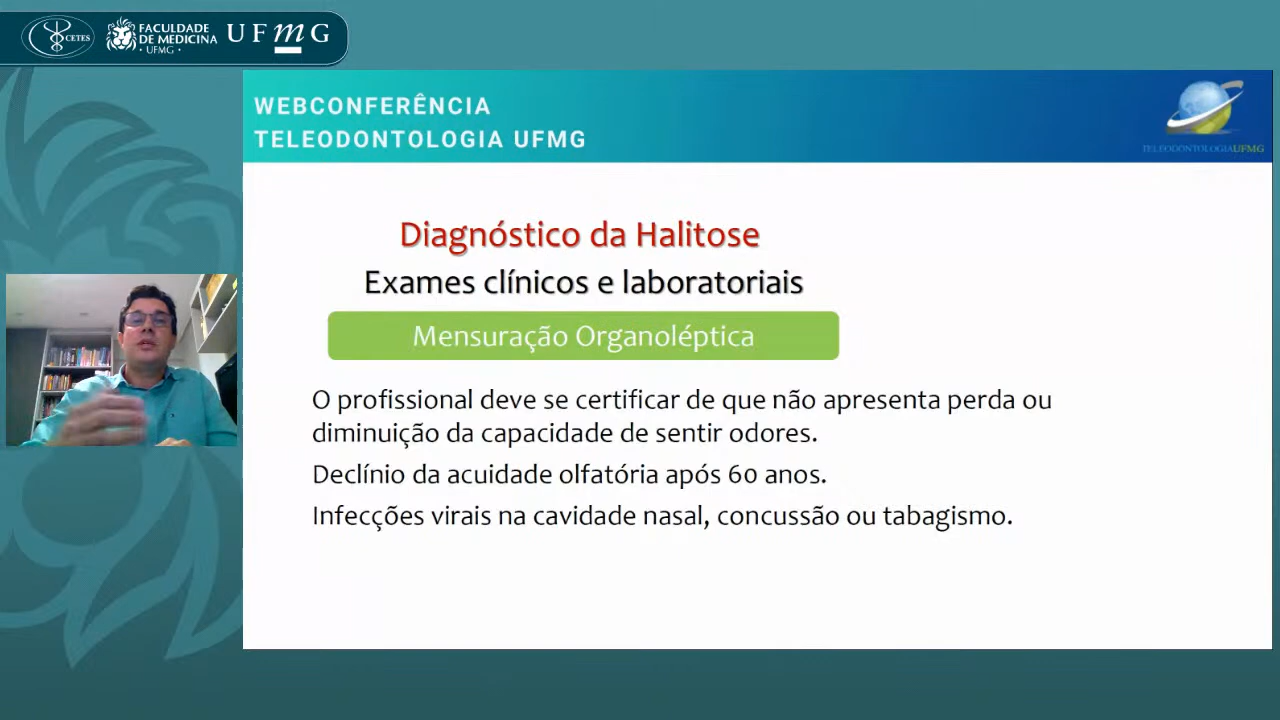 CETES
FACULDADE
DE MEDICINA
• UFMG •
UFmG
WEBCONFERÊNCIA
TELEODONTOLOGIA UFMG
TELEODONTOLOGIAUFMG
Diagnóstico da Halitose
Exames clínicos e laboratoriais
Mensuração Organoléptica
O profissional deve se certificar de que não apresenta perda ou
diminuição da capacidade de sentir odores.
Declínio da acuidade olfatória após 60 anos.
Infecções virais na cavidade nasal, concussão ou tabagismo.